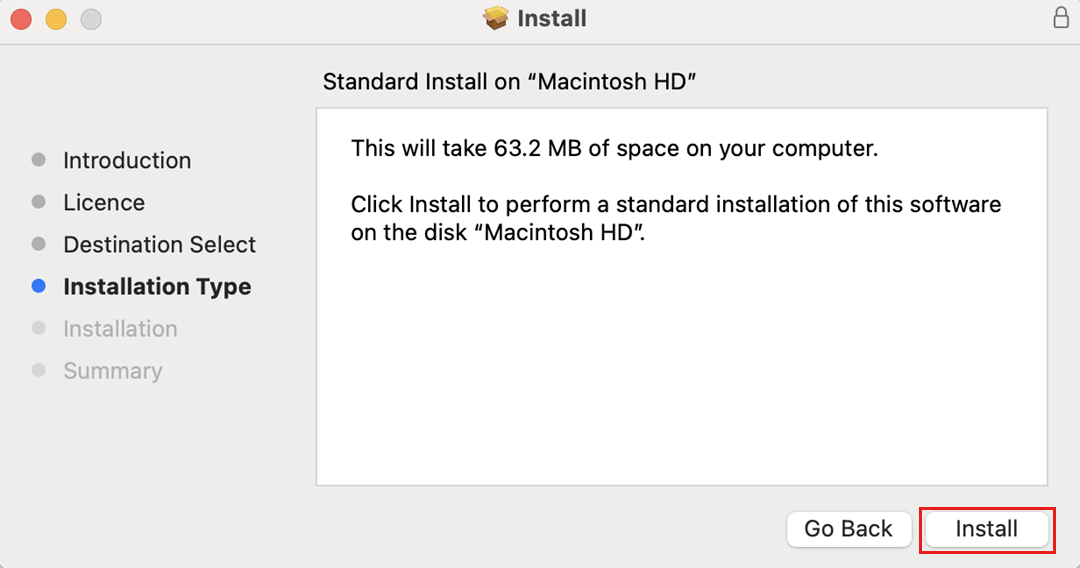 Install
Standard Install on “Macintosh HD”
Introduction
Licence
Destination Select
Installation Type
Installation
Summary
This will take 63.2 MB of space on your computer.
Click Install to perform a standard installation of this software
on the disk “Macintosh HD”.
Go Back
Install